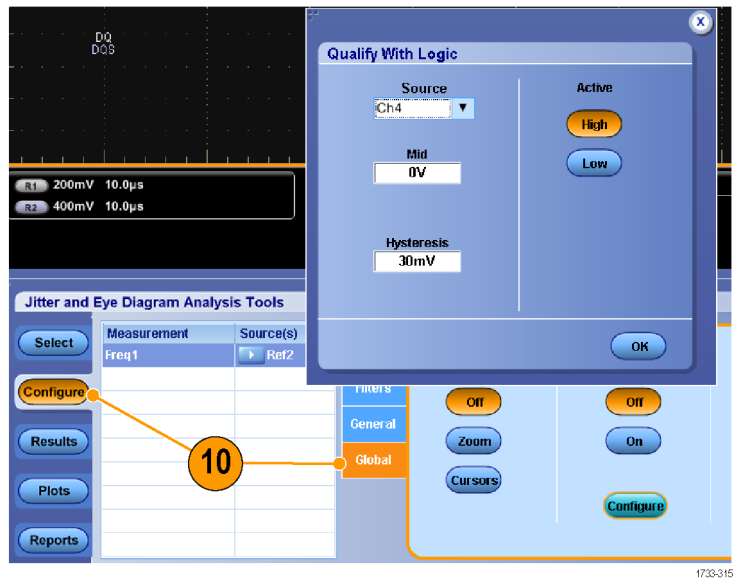 DQ
DQS
x
Qualify With Logic
Source
Ch4
Mid
0V
Hysteresis
30mV
Active
High
Low
OK
R1 200mV 10.0µs
R2 400mV 10.0µs
Jitter and Eye Diagram Analysis Tools
Select
Configure
Results
Plots
Reports
Measurement Source(s)
Freq1 Ref2
10
Filters
General
Global
Off
Zoom
Cursors
Off
On
Configure
1733-315